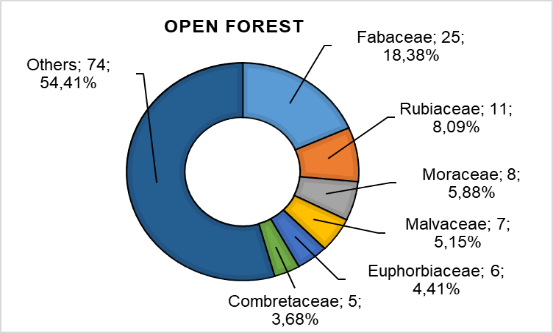 OPEN FOREST
Fabaceae; 25;
18,38%
Rubiaceae; 11;
8,09%
Moraceae; 8;
5,88%
Malvaceae; 7;
5,15%
Euphorbiaceae; 6;
4,41%
Combretaceae; 5;
3,68%
Others; 74;
54,41%